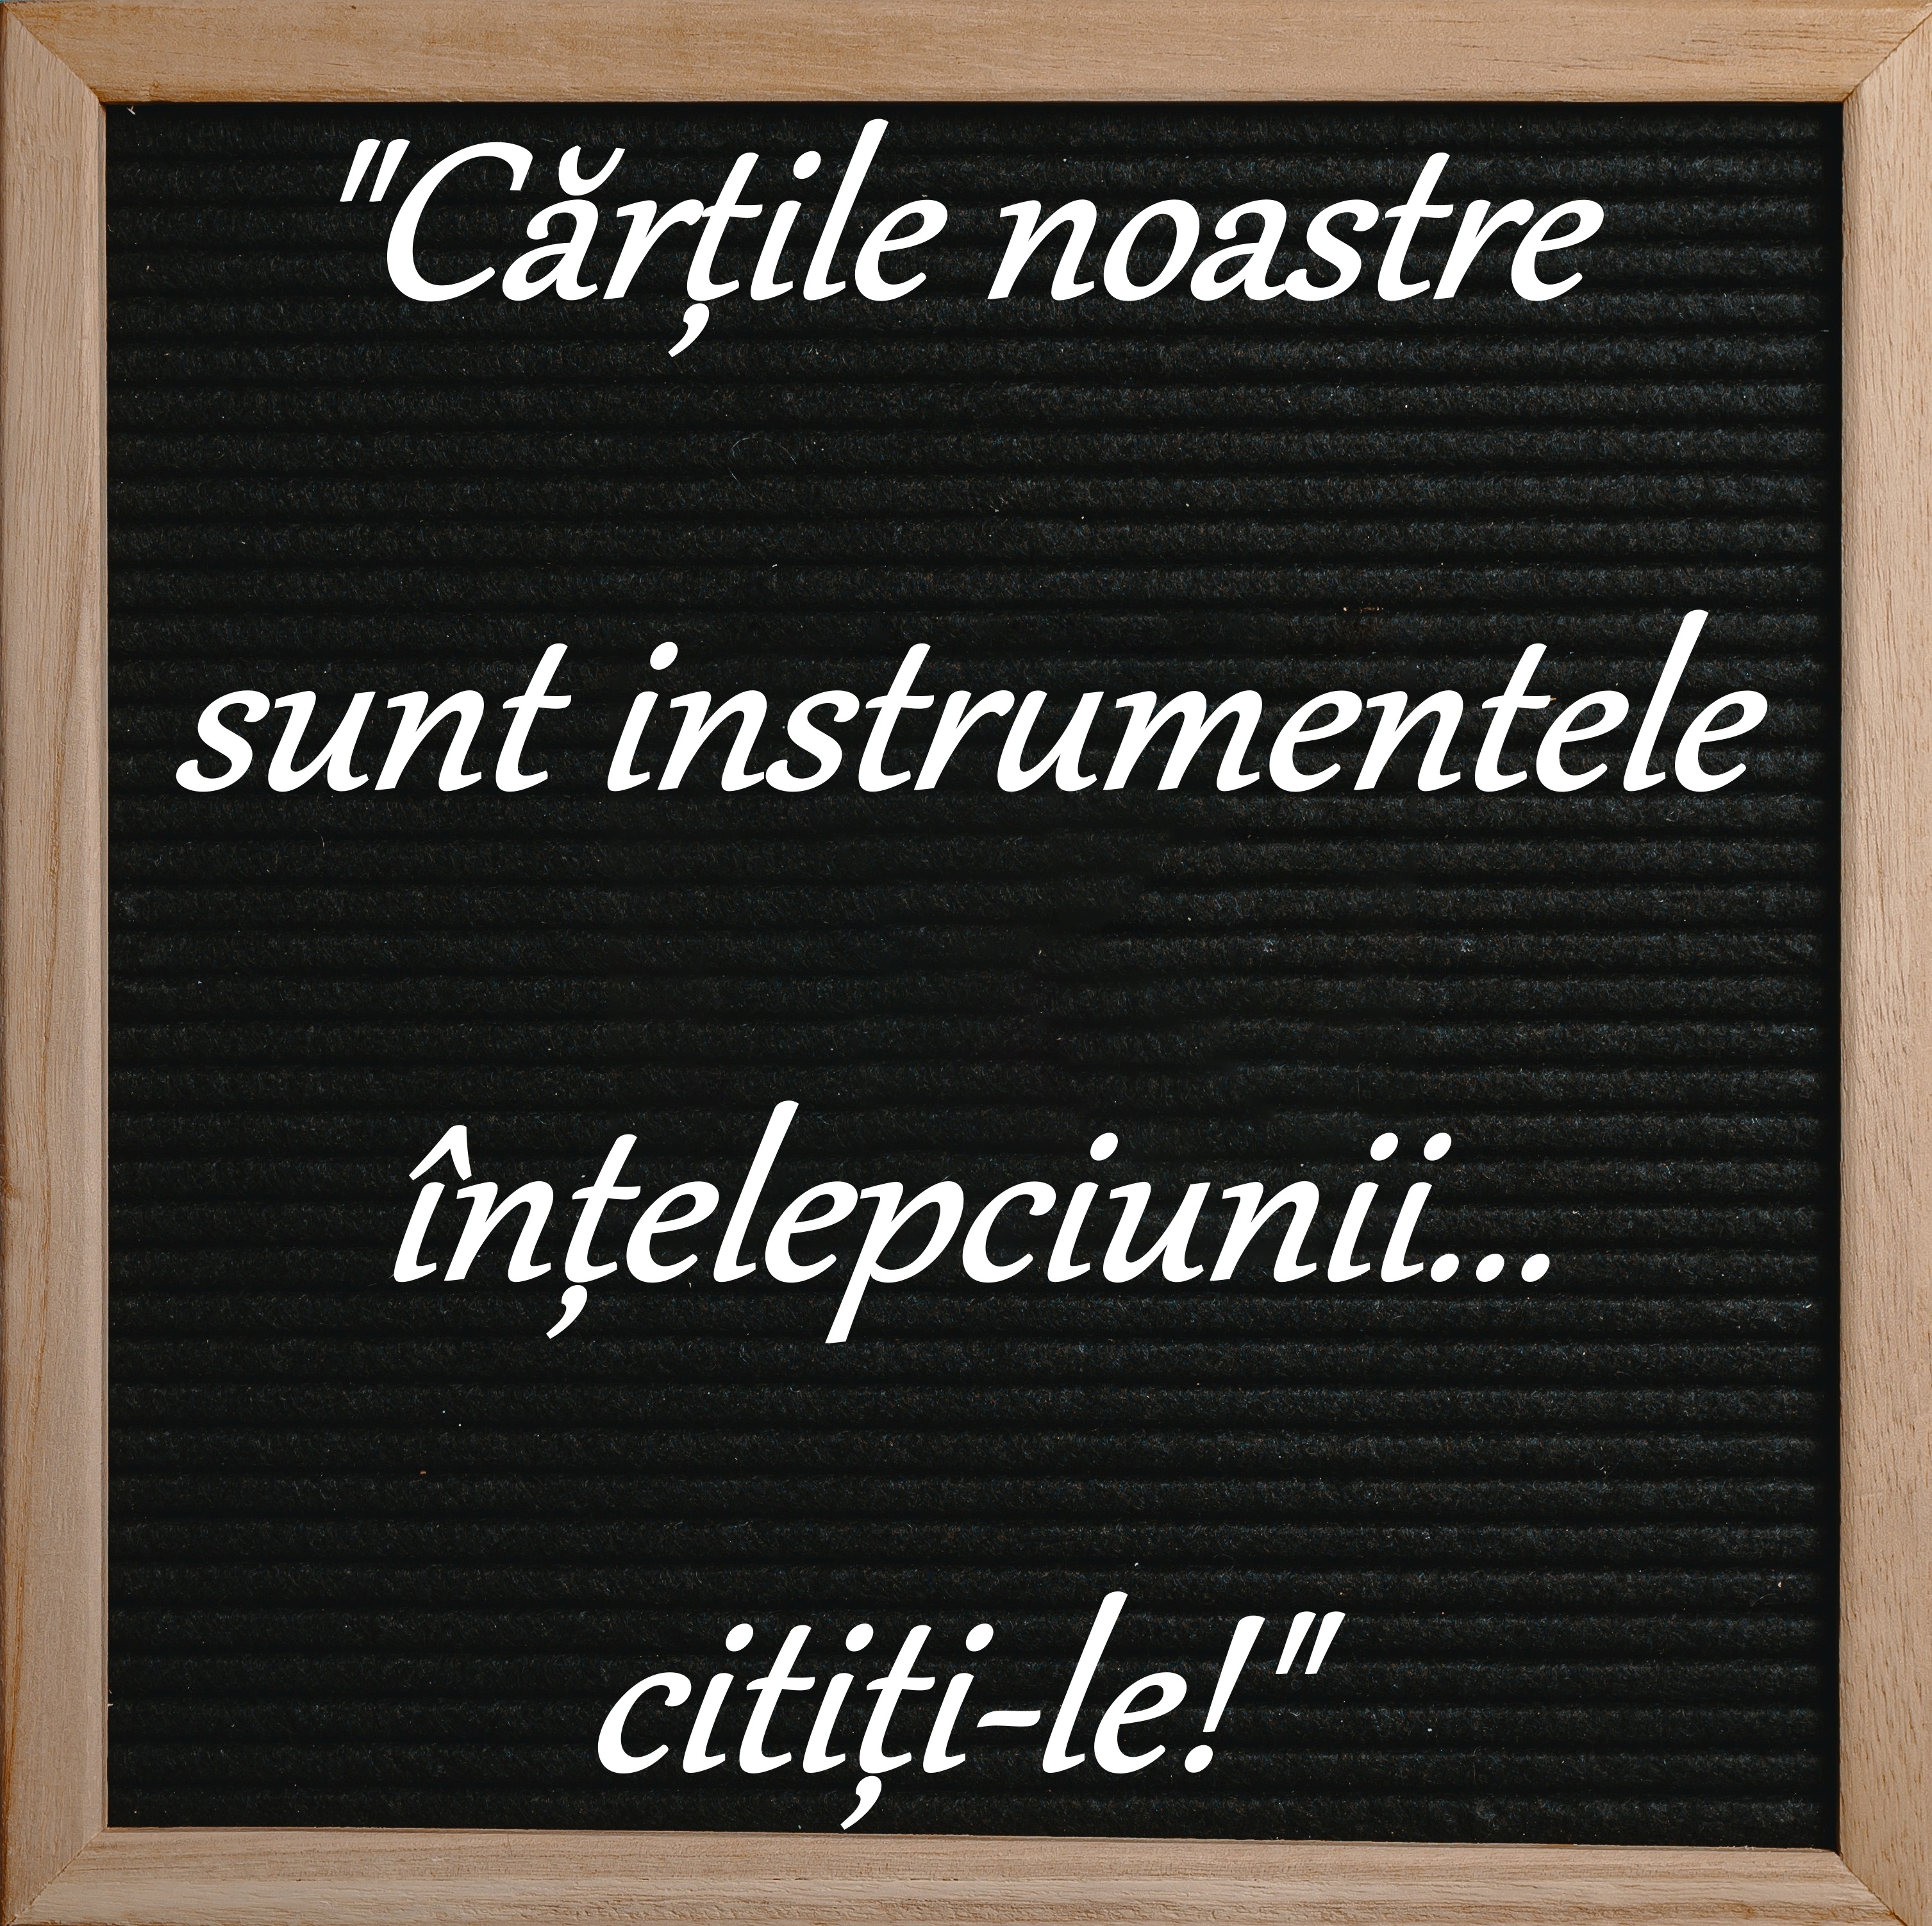 "Cărțile noastre
sunt instrumentele
înțelepciunii...
citiți-le!"